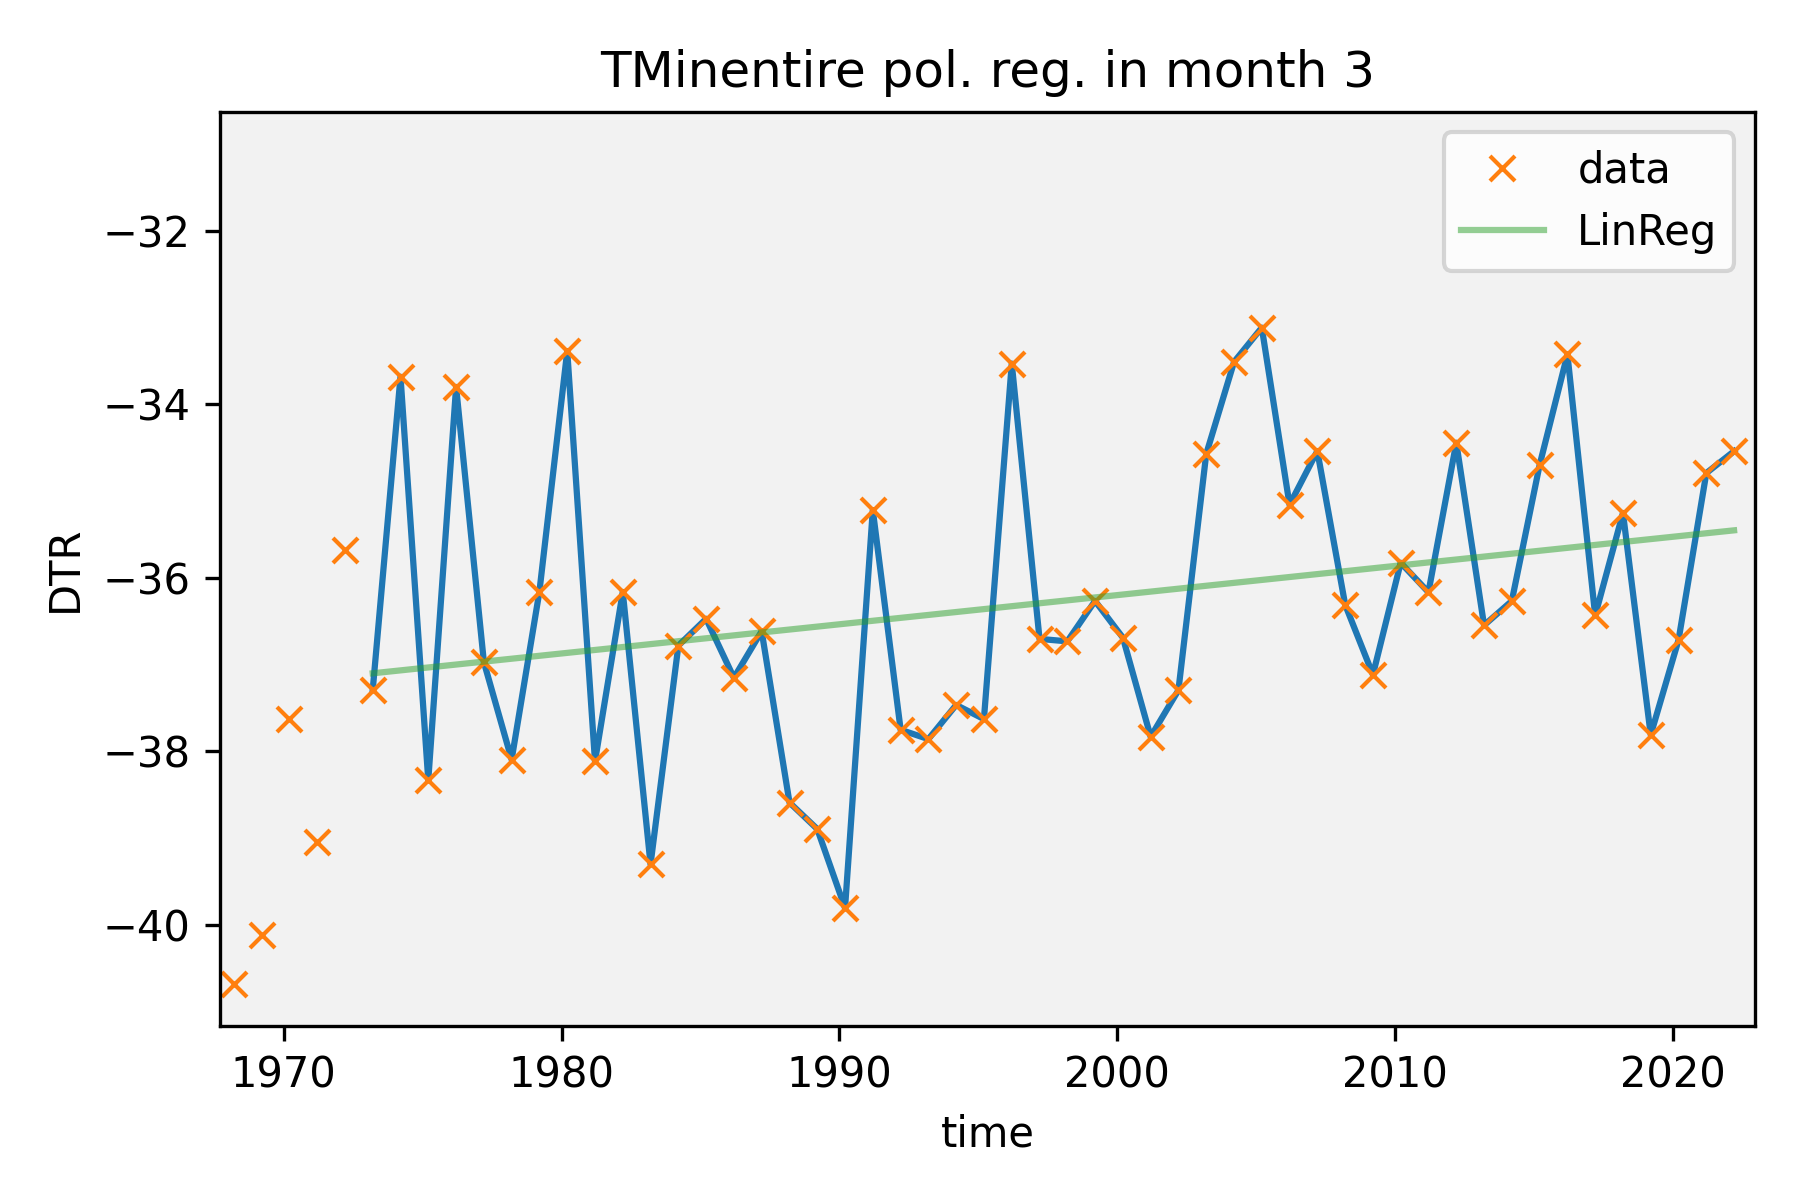 TMinentire pol. reg. in month 3
data
LinReg
DTR
−32
−34
−36
−38
−40
1970 1980 1990 2000 2010 2020
time